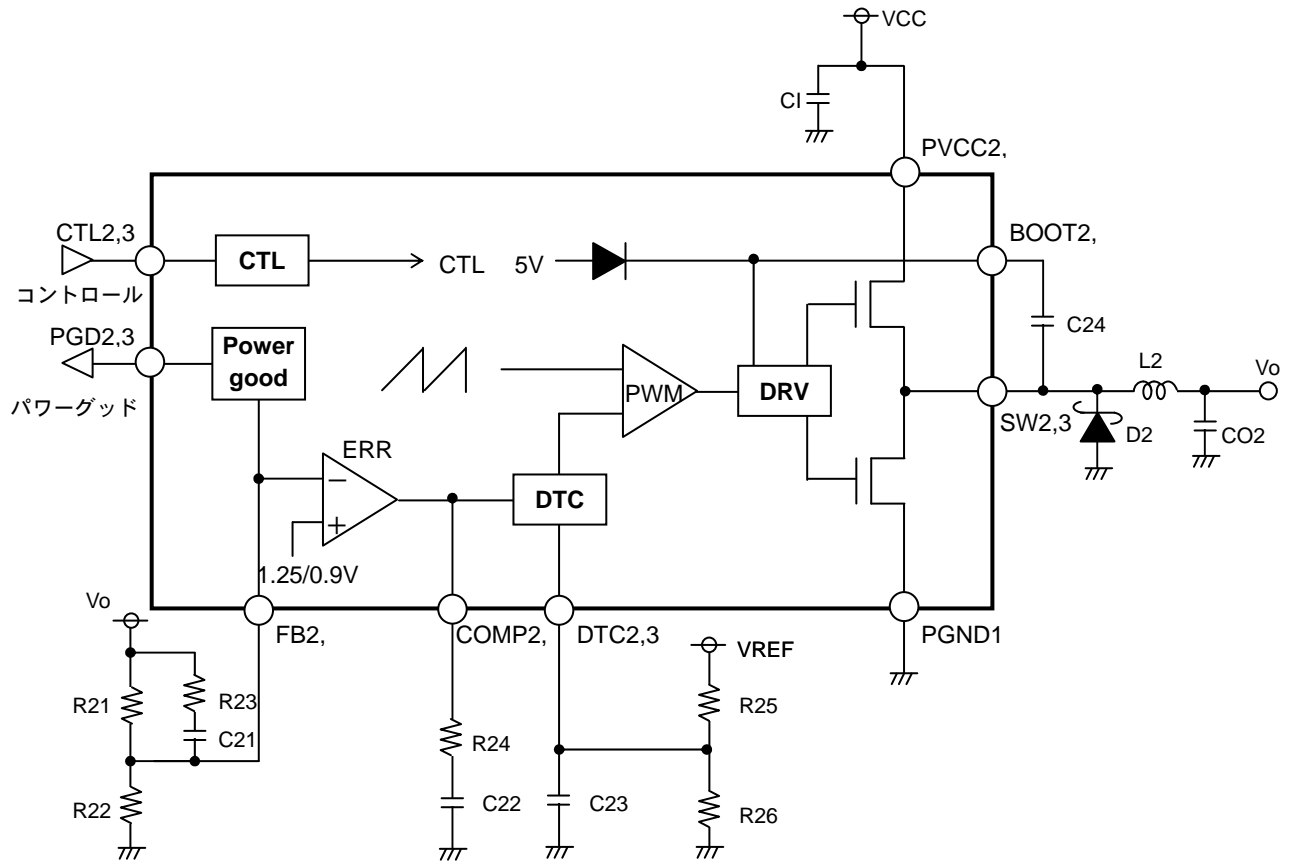 VCC
CI
PVCC2,
CTL2,3
CTL
CTL
5V
BOOT2,
コントロール
C24
PGD2,3
Power
good
PWM
DRV
L2
Vo
パワーグッド
SW2,3
D2
CO2
ERR
−
+
DTC
1.25/0.9V
Vo
FB2,
COMP2,
DTC2,3
PGND1
VREF
R21
R23
C21
R25
R24
R22
C22
C23
R26